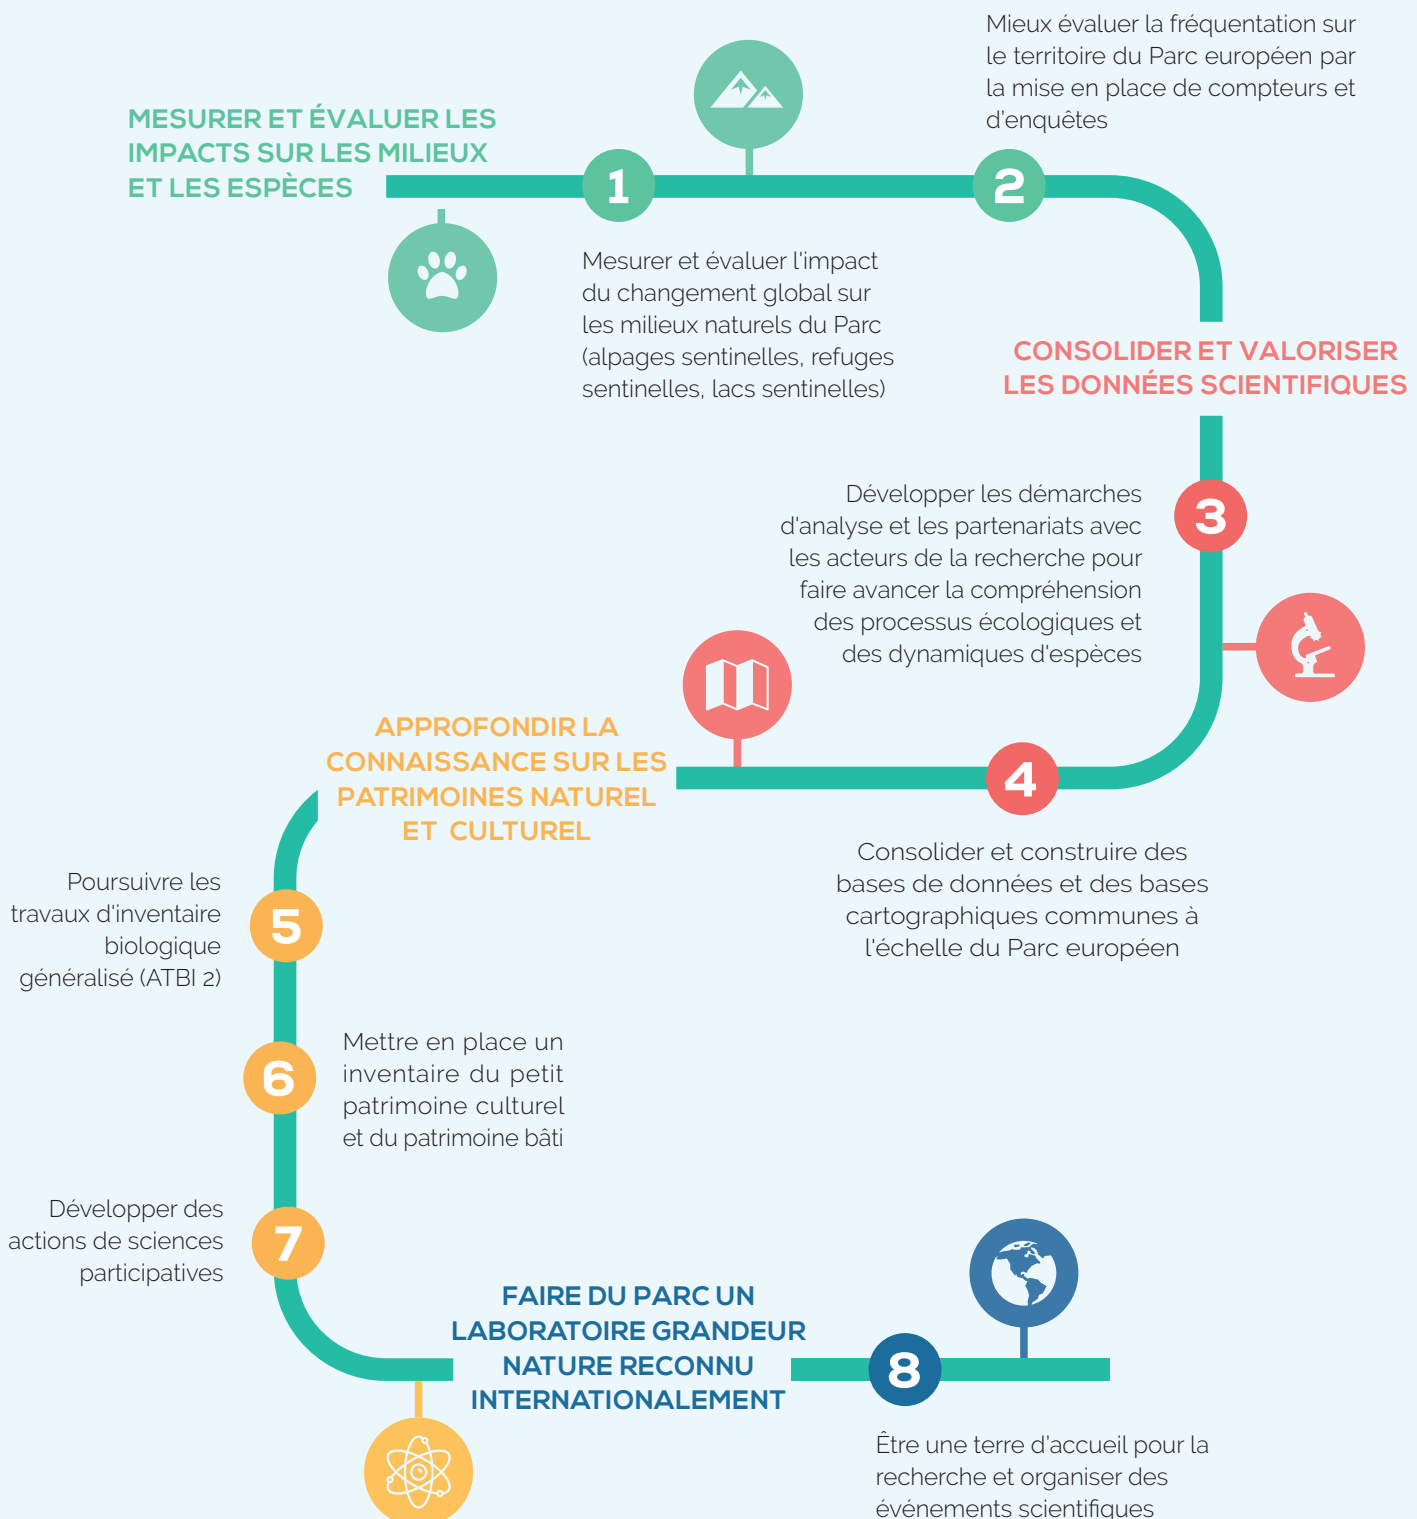 MESURER ET ÉVALUER LES
IMPACTS SUR LES MILIEUX
ET LES ESPÈCES
1
Mesurer et évaluer l'impact
du changement global sur
les milieux naturels du Parc
(alpages sentinelles, refuges
sentinelles, lacs sentinelles)
Mieux évaluer la fréquentation sur
le territoire du Parc européen par
la mise en place de compteurs et
d'enquêtes
2
CONSOLIDER ET VALORISER
LES DONNÉES SCIENTIFIQUES
3
Développer les démarches
d'analyse et les partenariats avec
les acteurs de la recherche pour
faire avancer la compréhension
des processus écologiques et
des dynamiques d'espèces
4
Consolider et construire des
bases de données et des bases
cartographiques communes à
l'échelle du Parc européen
APPROFONDIR LA
CONNAISSANCE SUR LES
PATRIMOINES NATUREL
ET CULTUREL
5
Poursuivre les
travaux d'inventaire
biologique
généralisé (ATBI 2)
6
Mettre en place un
inventaire du petit
patrimoine culturel
et du patrimoine bâti
7
Développer des
actions de sciences
participatives
FAIRE DU PARC UN
LABORATOIRE GRANDEUR
NATURE RECONNU
INTERNATIONALEMENT
8
Être une terre d’accueil pour la
recherche et organiser des
événements scientifiques